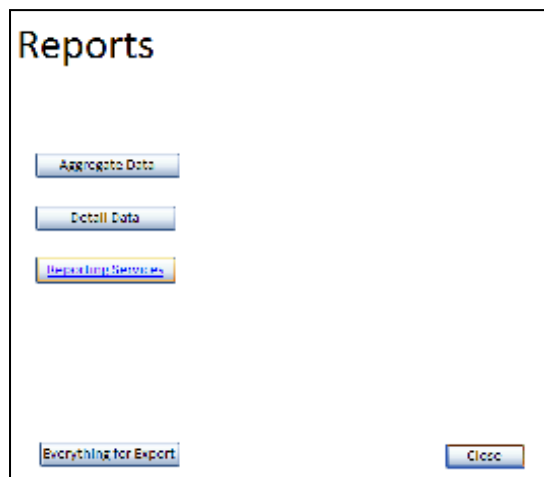 Reports
Aggregate Data
Detail Data
Reporting Services
Everything for Export
Close